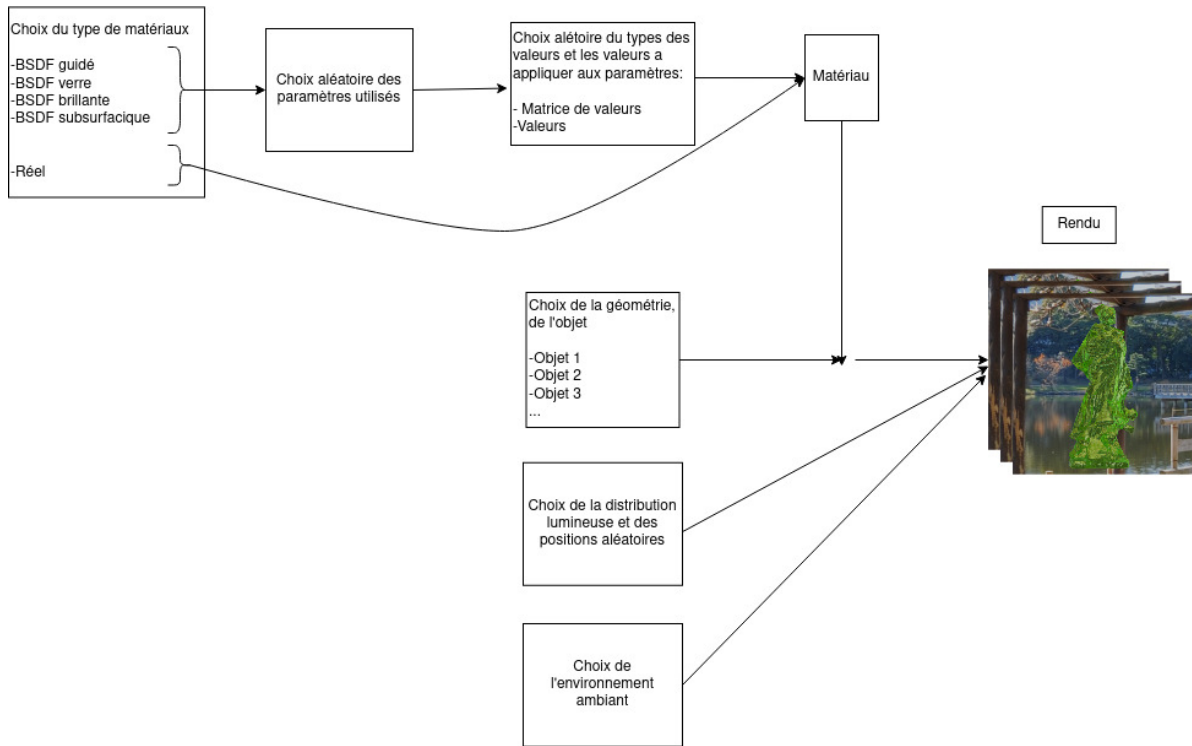 Choix du type de matériaux
-BSDF guidé
-BSDF verre
-BSDF brillante
-BSDF subsurfacique
-Réel
Choix aléatoire des
paramètres utilisés
Choix alétoire du types des
valeurs et les valeurs a
appliquer aux paramètres:
- Matrice de valeurs
-Valeurs
Matériau
Rendu
Choix de la géométrie,
de l'objet
-Objet 1
-Objet 2
-Objet 3
...
Choix de la distribution
lumineuse et des
positions aléatoires
Choix de
l'environnement
ambiant